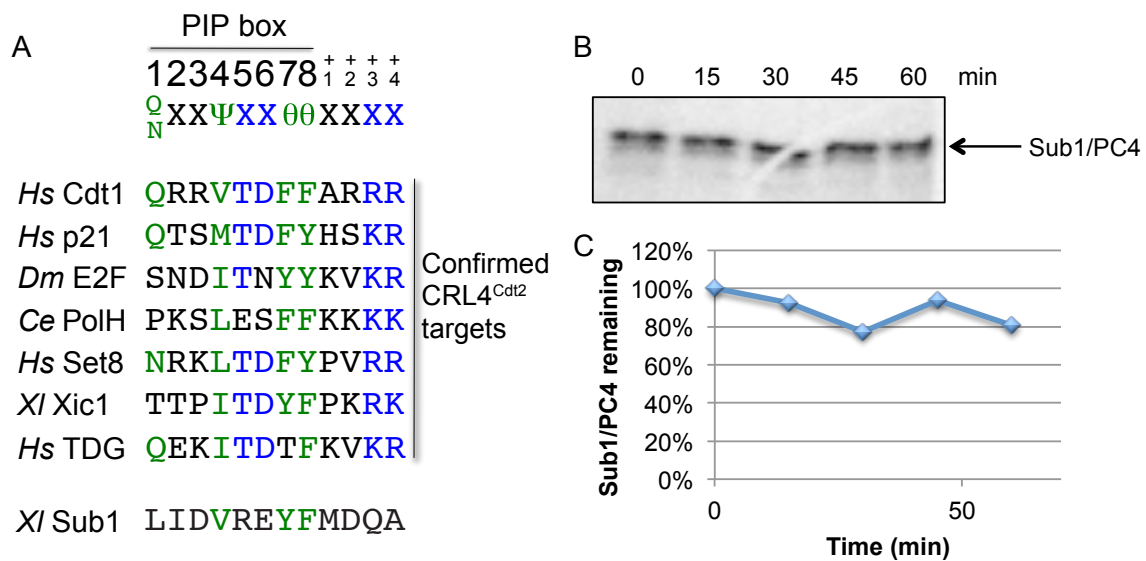 A
PIP box
12345678 +1 +2 +3 +4
Q/N XXΨXXθθXXXX
Hs Cdt1 QRRVTDFFARRR
Hs p21 QTSMTDFYHSKR
Dm E2F SNDITNYYKVKR
Ce PolH PKSLESFFKKKK
Hs Set8 NRKLTDFYPVRR
Xl Xic1 TTPITDYFPKRK
Hs TDG QEKITDTFKVKR
Confirmed
CRL4Cdt2
targets
Xl Sub1 LIDVREYFMDQA
B
0 15 30 45 60 min
Sub1/PC4
C
Sub1/PC4 remaining
120%
100%
80%
60%
40%
20%
0%
0 50
Time (min)